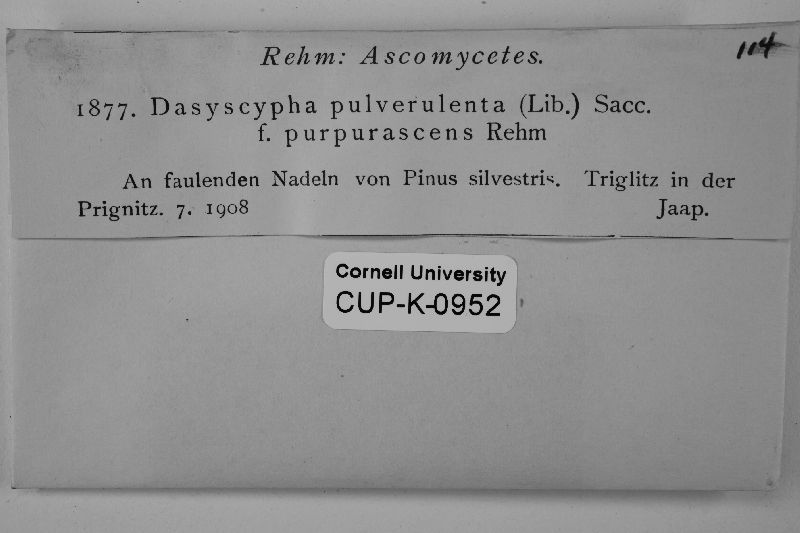 Rehm: Ascomycetes.
114
1877. Dasyscypha pulverulenta (Lib.) Sacc.
f. purpurascens Rehm
An faulenden Nadeln von Pinus silvestris. Triglitz in der
Prignitz. 7. 1908 Jaap.
Cornell University
CUP-K-0952